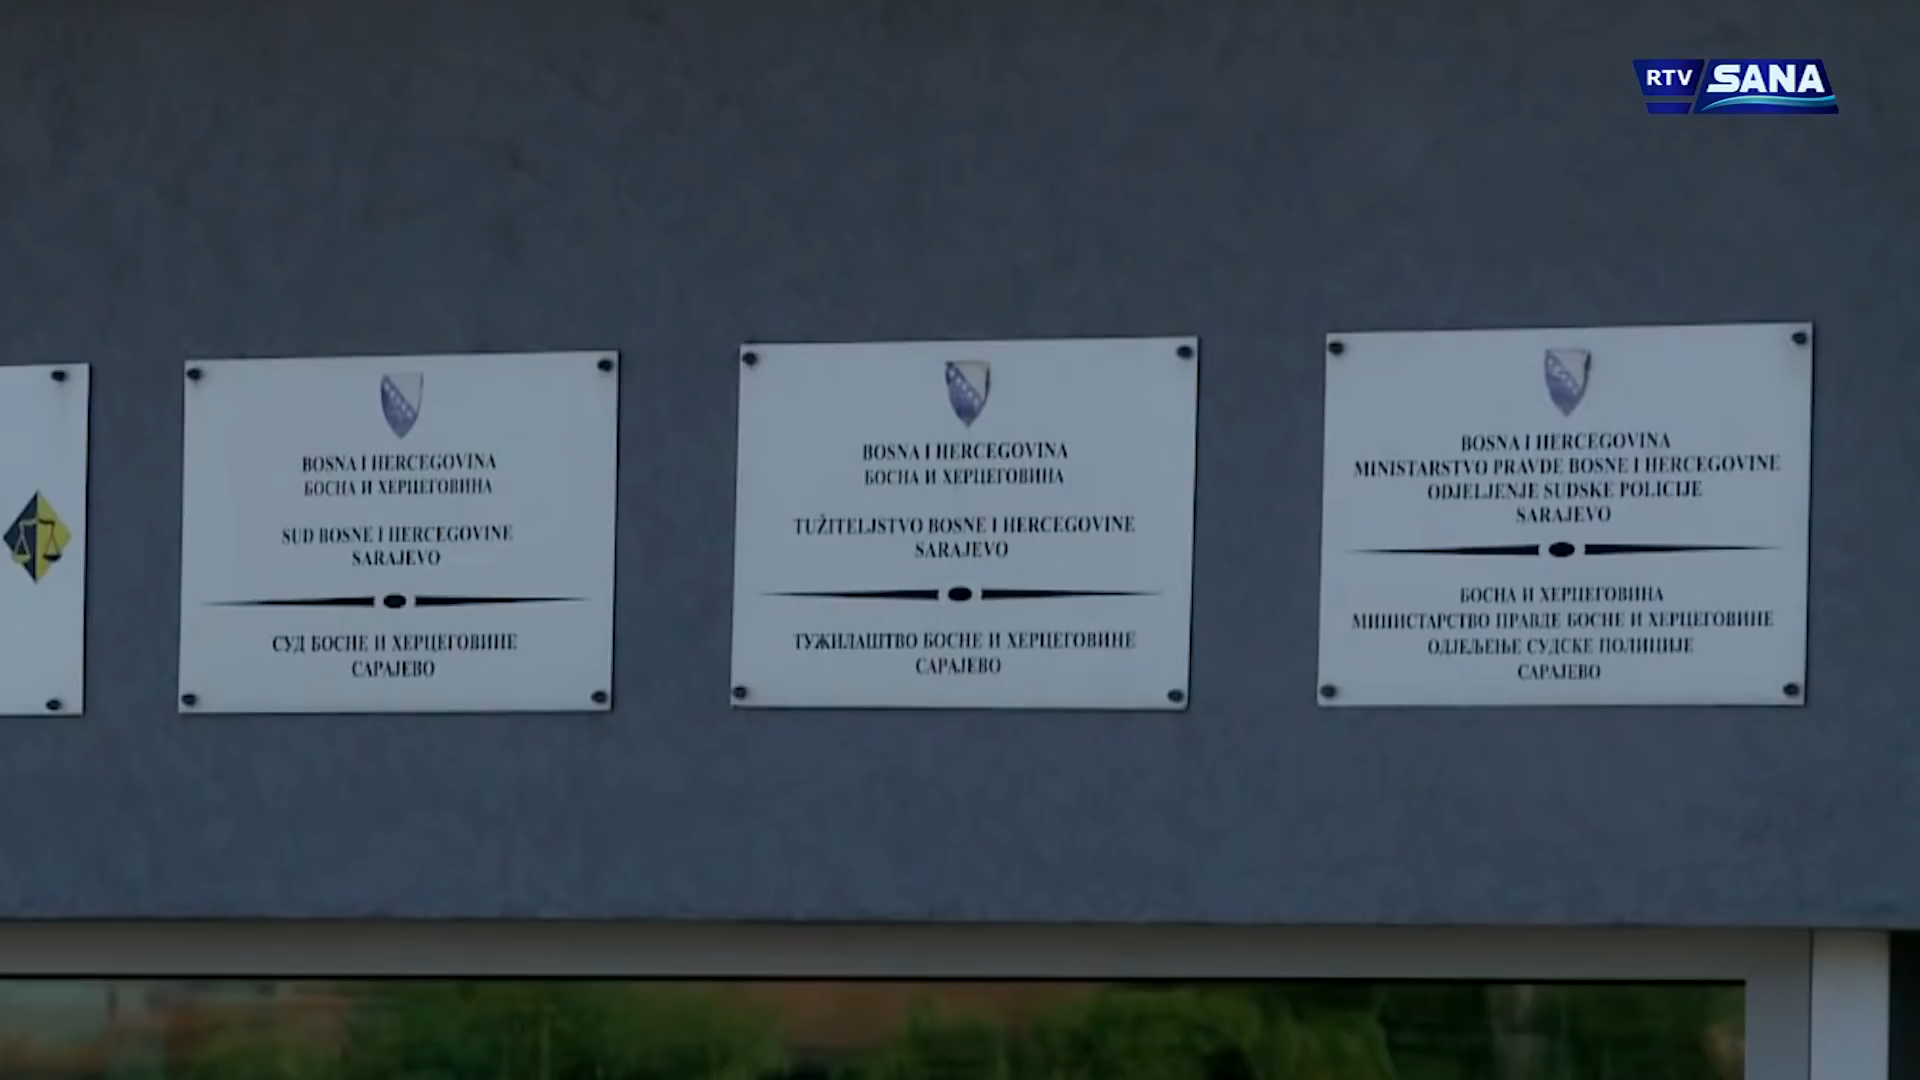 RTV SANA
BOSNA I HERCEGOVINA
БОСНА И ХЕРЦЕГОВИНА
SUD BOSNE I HERCEGOVINE
SARAJEVO
СУД БОСНЕ И ХЕРЦЕГОВИНЕ
САРАЈЕВО
BOSNA I HERCEGOVINA
БОСНА И ХЕРЦЕГОВИНА
TUŽITELJSTVO BOSNE I HERCEGOVINE
SARAJEVO
ТУЖИЛАШТВО БОСНЕ И ХЕРЦЕГОВИНЕ
САРАЈЕВО
BOSNA I HERCEGOVINA
MINISTARSTVO PRAVDE BOSNE I HERCEGOVINE
ODJELJENJE SUDSKE POLICIJE
SARAJEVO
БОСНА И ХЕРЦЕГОВИНА
МИНИСТАРСТВО ПРАВДЕ БОСНЕ И ХЕРЦЕГОВИНЕ
ОДЈЕЉЕЊЕ СУДСКЕ ПОЛИЦИЈЕ
САРАЈЕВО